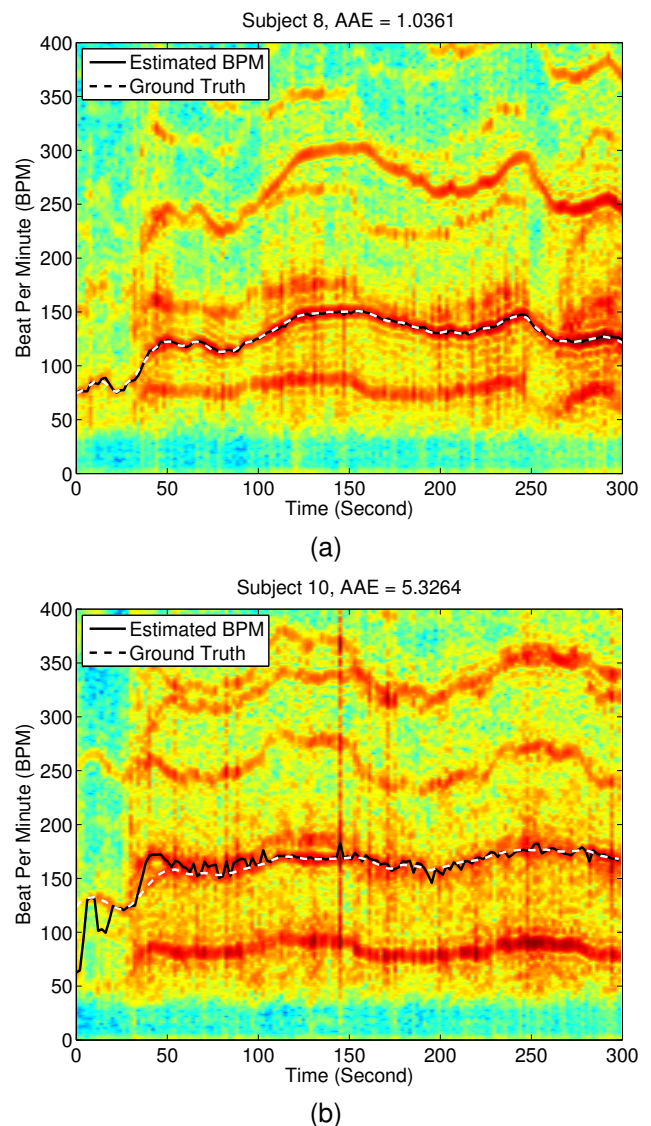 Subject 8, AAE = 1.0361
Estimated BPM
Ground Truth
Beat Per Minute (BPM)
400
350
300
250
200
150
100
50
0
0 50 100 150 200 250 300
Time (Second)
(a)
Subject 10, AAE = 5.3264
Estimated BPM
Ground Truth
Beat Per Minute (BPM)
400
350
300
250
200
150
100
50
0
0 50 100 150 200 250 300
Time (Second)
(b)